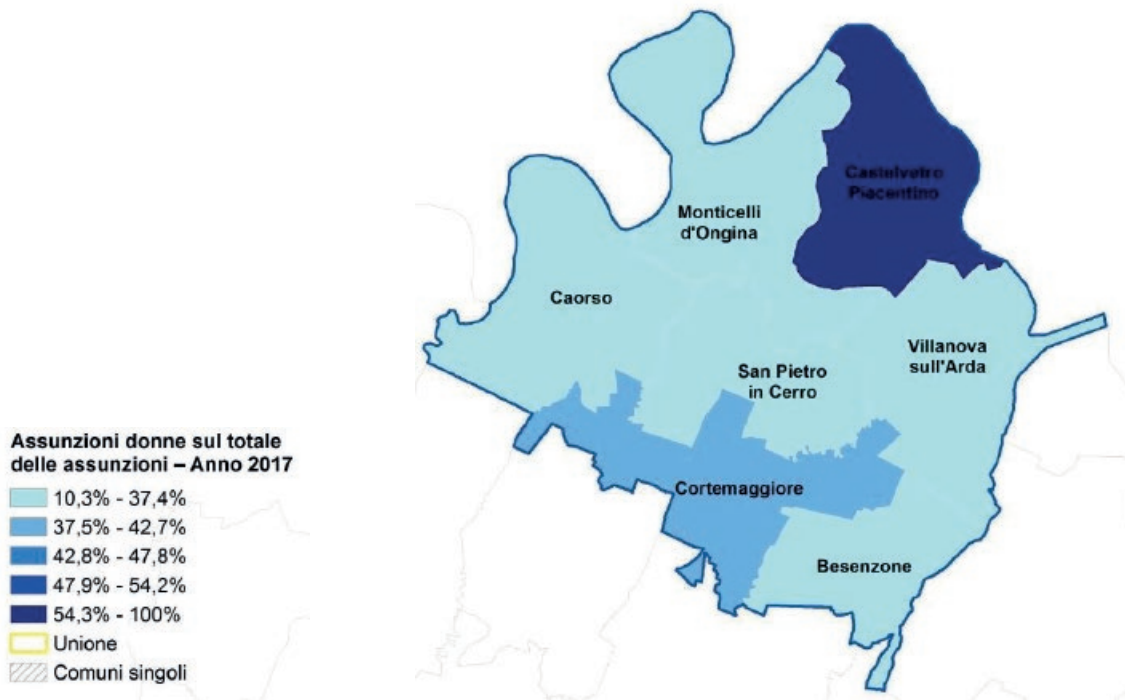 Castelvetro
Piacentino
Monticelli
d'Ongina
Caorso
Villanova
sull'Arda
San Pietro
in Cerro
Cortemaggiore
Besenzone
Assunzioni donne sul totale
delle assunzioni – Anno 2017
10,3% - 37,4%
37,5% - 42,7%
42,8% - 47,8%
47,9% - 54,2%
54,3% - 100%
Unione
Comuni singoli